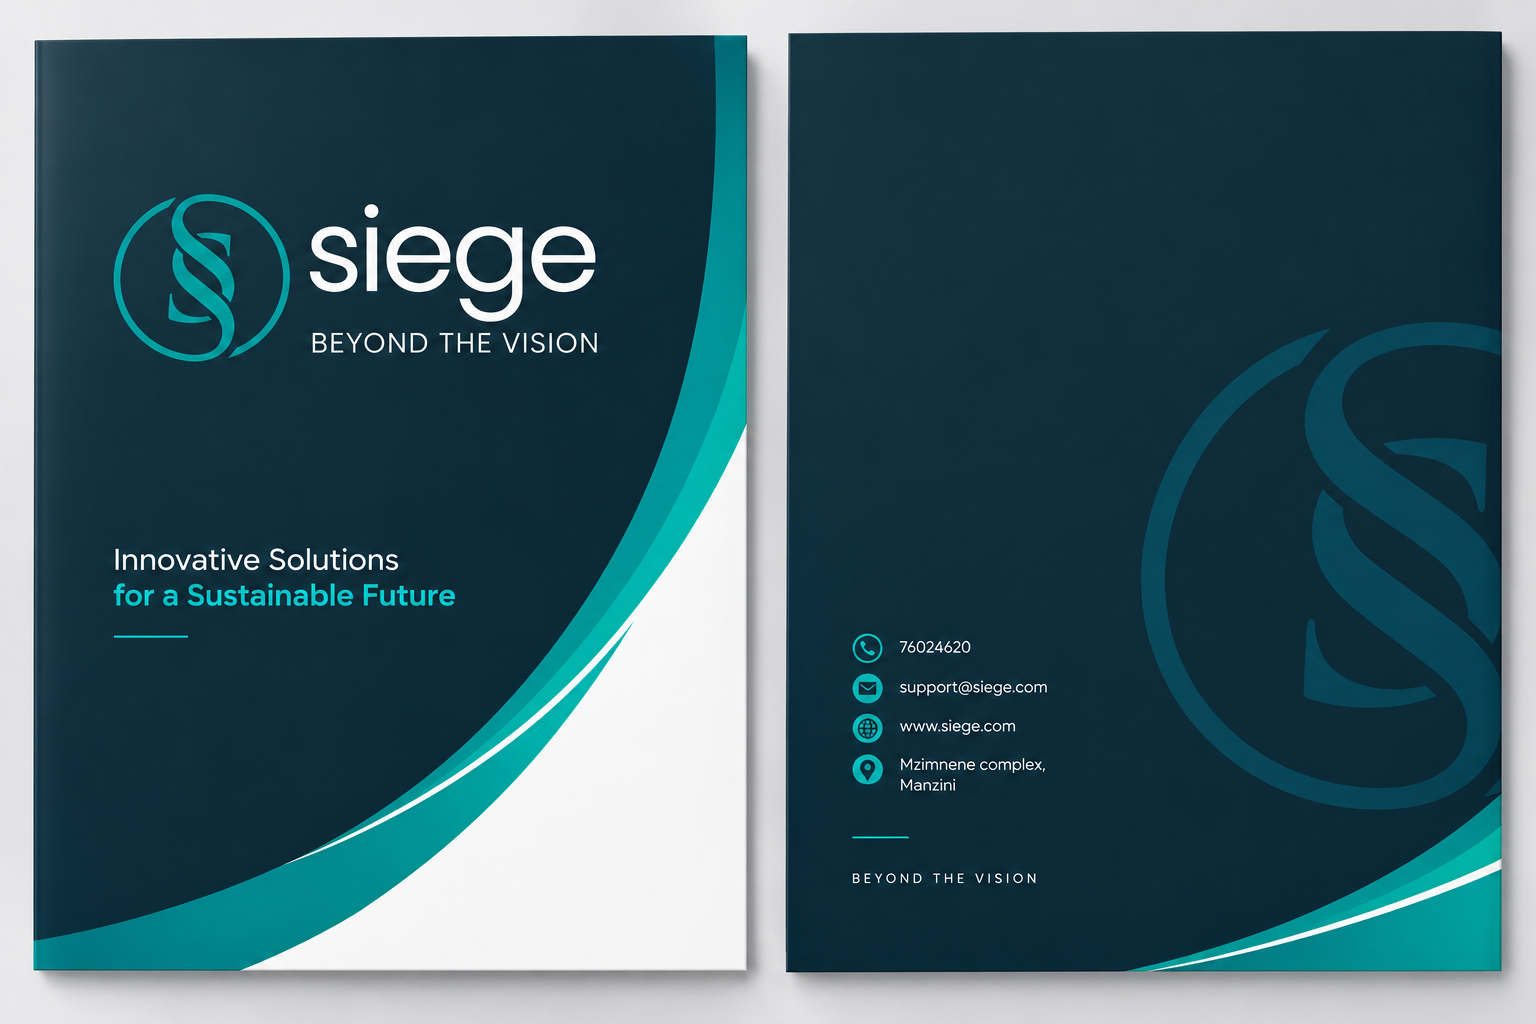 siege
BEYOND THE VISION
Innovative Solutions
for a Sustainable Future
76024620
support@siege.com
www.siege.com
Mzimnene complex,
Manzini
BEYOND THE VISION